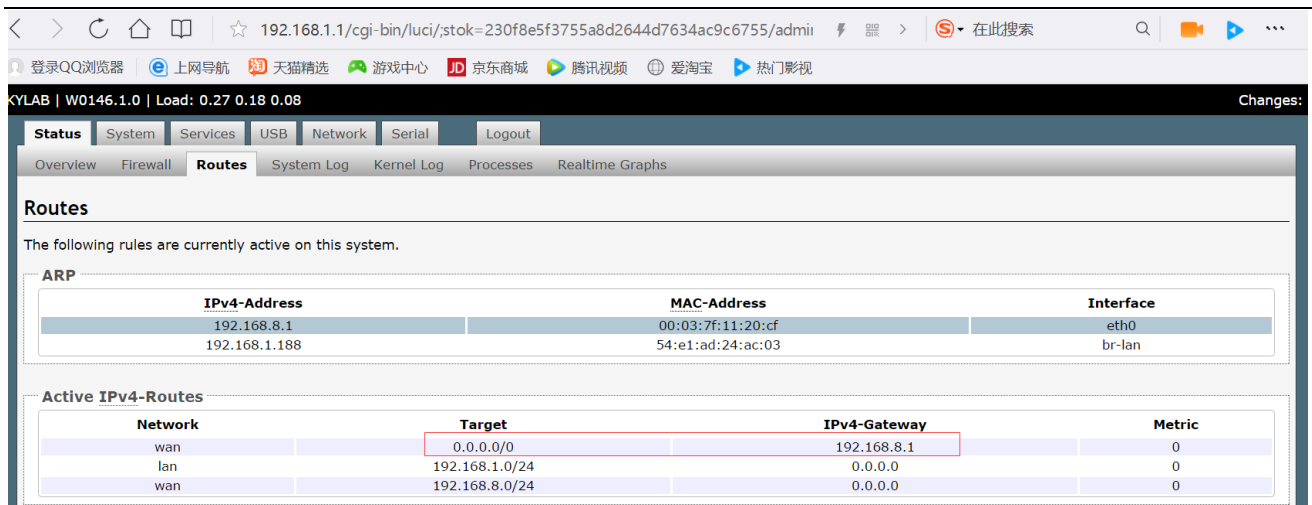 192.168.1.1/cgi-bin/luci/;stok=230f8e5f3755a8d2644d7634ac9c6755/admi 在此搜索
登录QQ浏览器 上网导航 天猫精选 游戏中心 JD 京东商城 腾讯视频 爱淘宝 热门影视
KYLAB | W0146.1.0 | Load: 0.27 0.18 0.08 Changes:
Status System Services USB Network Serial Logout
Overview Firewall Routes System Log Kernel Log Processes Realtime Graphs
Routes
The following rules are currently active on this system.
ARP
IPv4-Address MAC-Address Interface
192.168.8.1 00:03:7f:11:20:cf eth0
192.168.1.188 54:e1:ad:24:ac:03 br-lan
Active IPv4-Routes
Network Target IPv4-Gateway Metric
wan 0.0.0.0/0 192.168.8.1 0
lan 192.168.1.0/24 0.0.0.0 0
wan 192.168.8.0/24 0.0.0.0 0